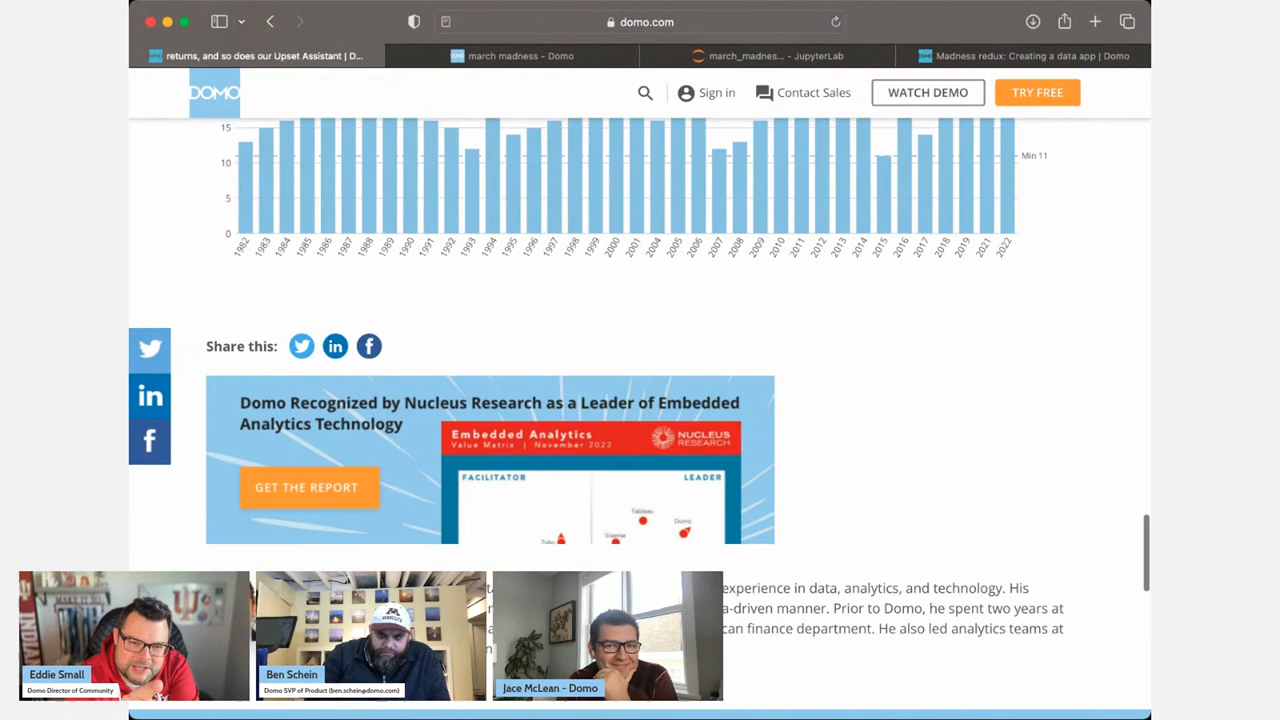 domo.com
returns, and so does our Upset Assistant | D...
march madness – Domo
march_madnes... - JupyterLab
Madness redux: Creating a data app | Domo
DOMO
Sign in
Contact Sales
WATCH DEMO
TRY FREE
15
10
5
0
Min 11
1982 1983 1984 1985 1986 1987 1988 1989 1990 1991 1992 1993 1994 1995 1996 1997 1998 1999 2000 2001 2004 2005 2006 2007 2008 2009 2010 2011 2012 2013 2014 2015 2016 2017 2018 2019 2021 2022
Share this:
Domo Recognized by Nucleus Research as a Leader of Embedded
Analytics Technology
Embedded Analytics
Value Matrix | November 2022
NUCLEUS
RESEARCH
GET THE REPORT
FACILITATOR
LEADER
Tableau
Domo
Sisense
Zoho
experience in data, analytics, and technology. His
a-driven manner. Prior to Domo, he spent two years at
can finance department. He also led analytics teams at
Eddie Small
Domo Director of Community
Ben Schein
Domo SVP of Product (ben.schein@domo.com)
Jace McLean - Domo